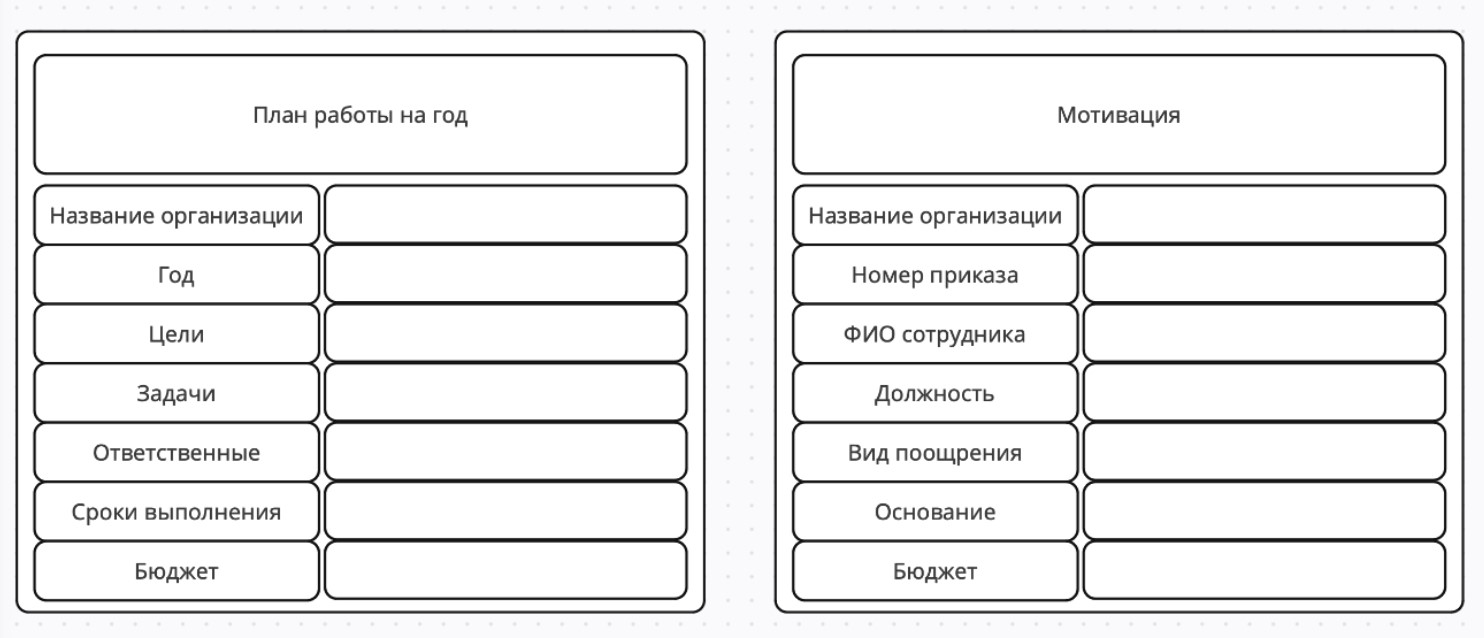 План работы на год
Название организации
Год
Цели
Задачи
Ответственные
Сроки выполнения
Бюджет
Мотивация
Название организации
Номер приказа
ФИО сотрудника
Должность
Вид поощрения
Основание
Бюджет